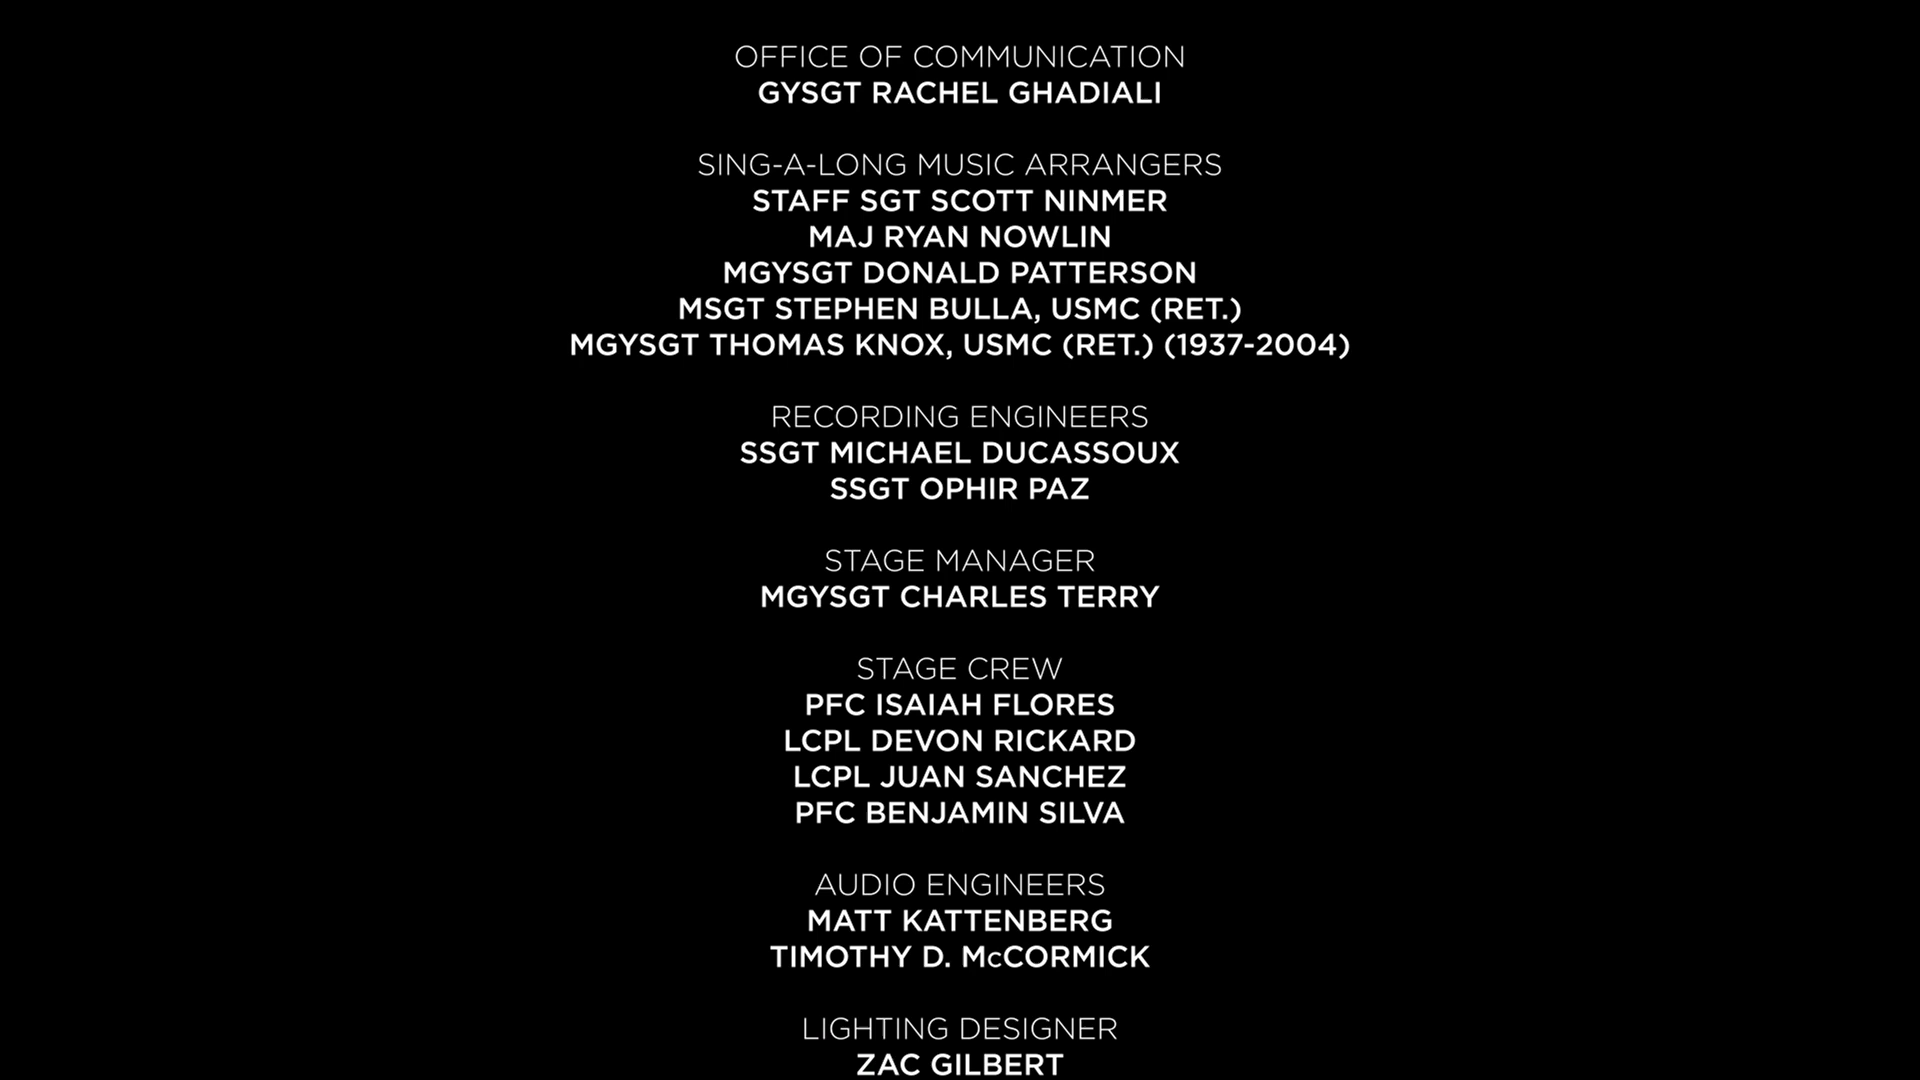 OFFICE OF COMMUNICATION
GYSGT RACHEL GHADIALI
SING-A-LONG MUSIC ARRANGERS
STAFF SGT SCOTT NINMER
MAJ RYAN NOWLIN
MGYSGT DONALD PATTERSON
MSGT STEPHEN BULLA, USMC (RET.)
MGYSGT THOMAS KNOX, USMC (RET.) (1937-2004)
RECORDING ENGINEERS
SSGT MICHAEL DUCASSOUX
SSGT OPHIR PAZ
STAGE MANAGER
MGYSGT CHARLES TERRY
STAGE CREW
PFC ISAIAH FLORES
LCPL DEVON RICKARD
LCPL JUAN SANCHEZ
PFC BENJAMIN SILVA
AUDIO ENGINEERS
MATT KATTENBERG
TIMOTHY D. McCORMICK
LIGHTING DESIGNER
ZAC GILBERT